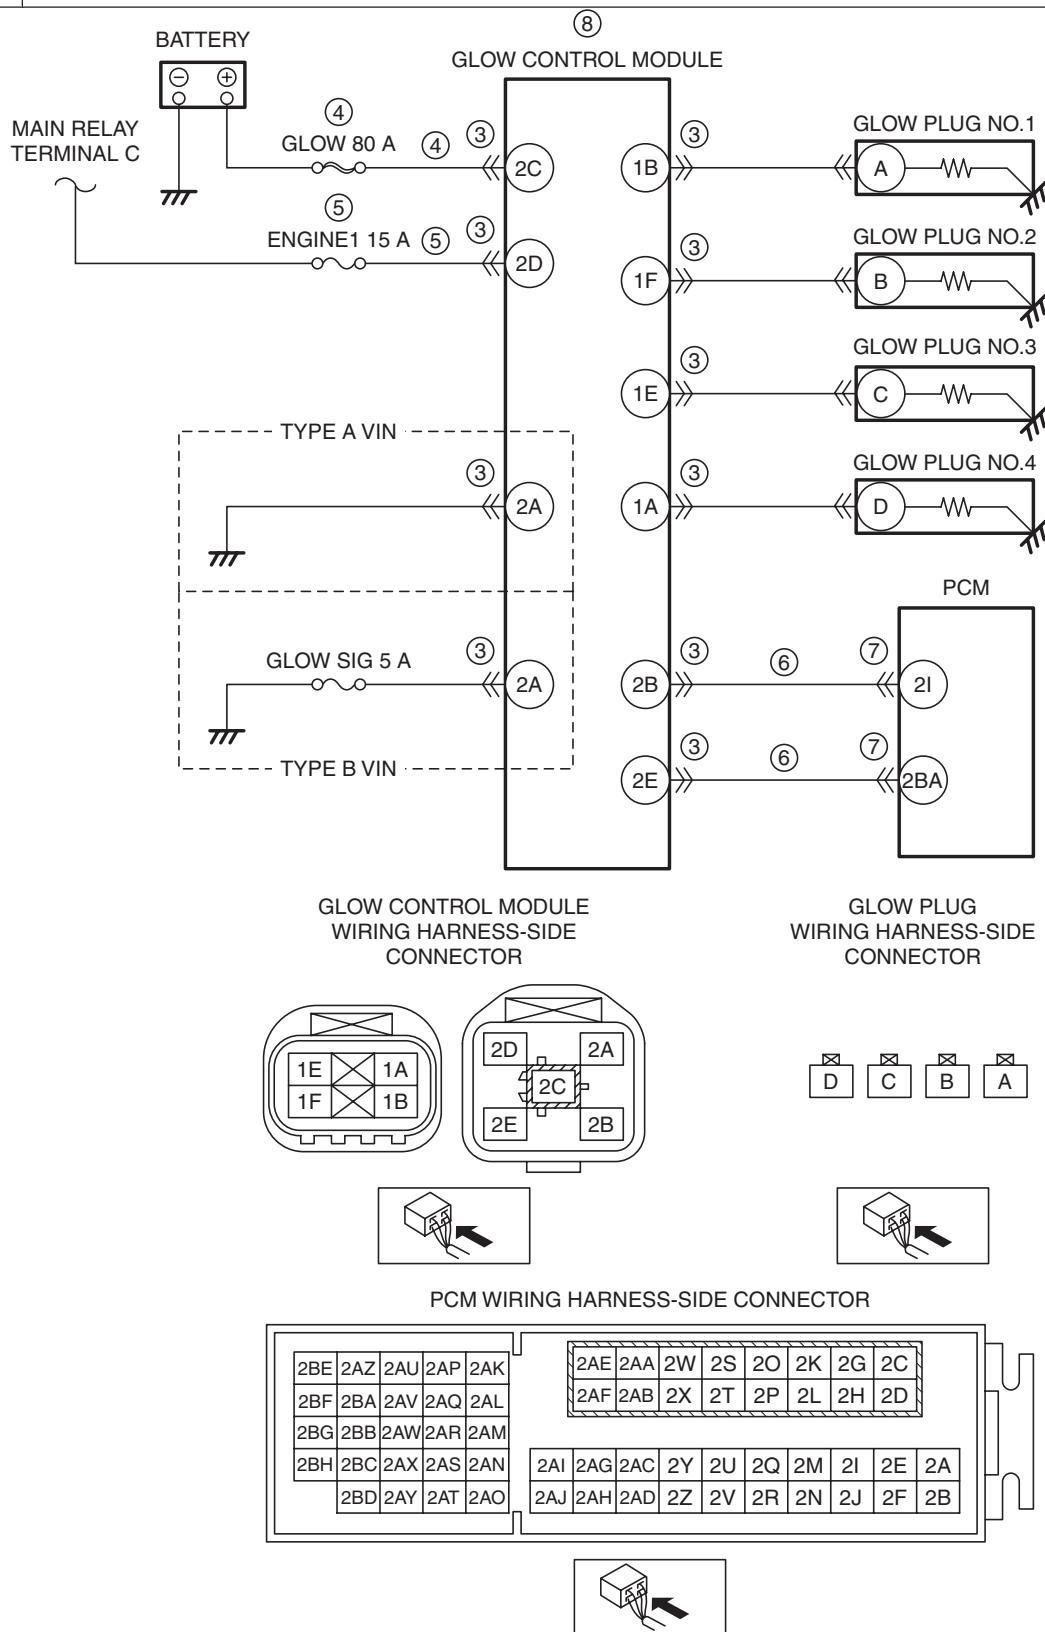 ⑧
BATTERY
GLOW CONTROL MODULE
− +
MAIN RELAY
TERMINAL C
④
GLOW 80 A ④ ③
2C
1B ③
GLOW PLUG NO.1
A
⑤
ENGINE1 15 A ⑤ ③
2D
1F ③
GLOW PLUG NO.2
B
1E ③
GLOW PLUG NO.3
C
TYPE A VIN
③
2A
1A ③
GLOW PLUG NO.4
D
PCM
GLOW SIG 5 A ③
2A
2B ③ ⑥ ⑦ 2I
TYPE B VIN
2E ③ ⑥ ⑦ 2BA
GLOW CONTROL MODULE
WIRING HARNESS-SIDE
CONNECTOR
GLOW PLUG
WIRING HARNESS-SIDE
CONNECTOR
1E 1A
1F 1B
2D 2A
2C
2E 2B
D C B A
PCM WIRING HARNESS-SIDE CONNECTOR
2BE 2AZ 2AU 2AP 2AK
2BF 2BA 2AV 2AQ 2AL
2BG 2BB 2AW 2AR 2AM
2BH 2BC 2AX 2AS 2AN
2BD 2AY 2AT 2AO
2AE 2AA 2W 2S 2O 2K 2G 2C
2AF 2AB 2X 2T 2P 2L 2H 2D
2AI 2AG 2AC 2Y 2U 2Q 2M 2I 2E 2A
2AJ 2AH 2AD 2Z 2V 2R 2N 2J 2F 2B